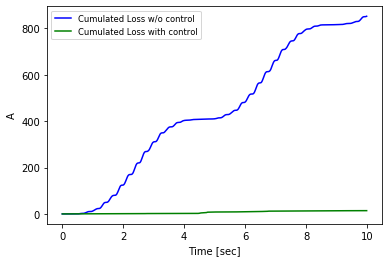 Cumulated Loss w/o control
Cumulated Loss with control
800
600
400
200
0
A
0 2 4 6 8 10
Time [sec]